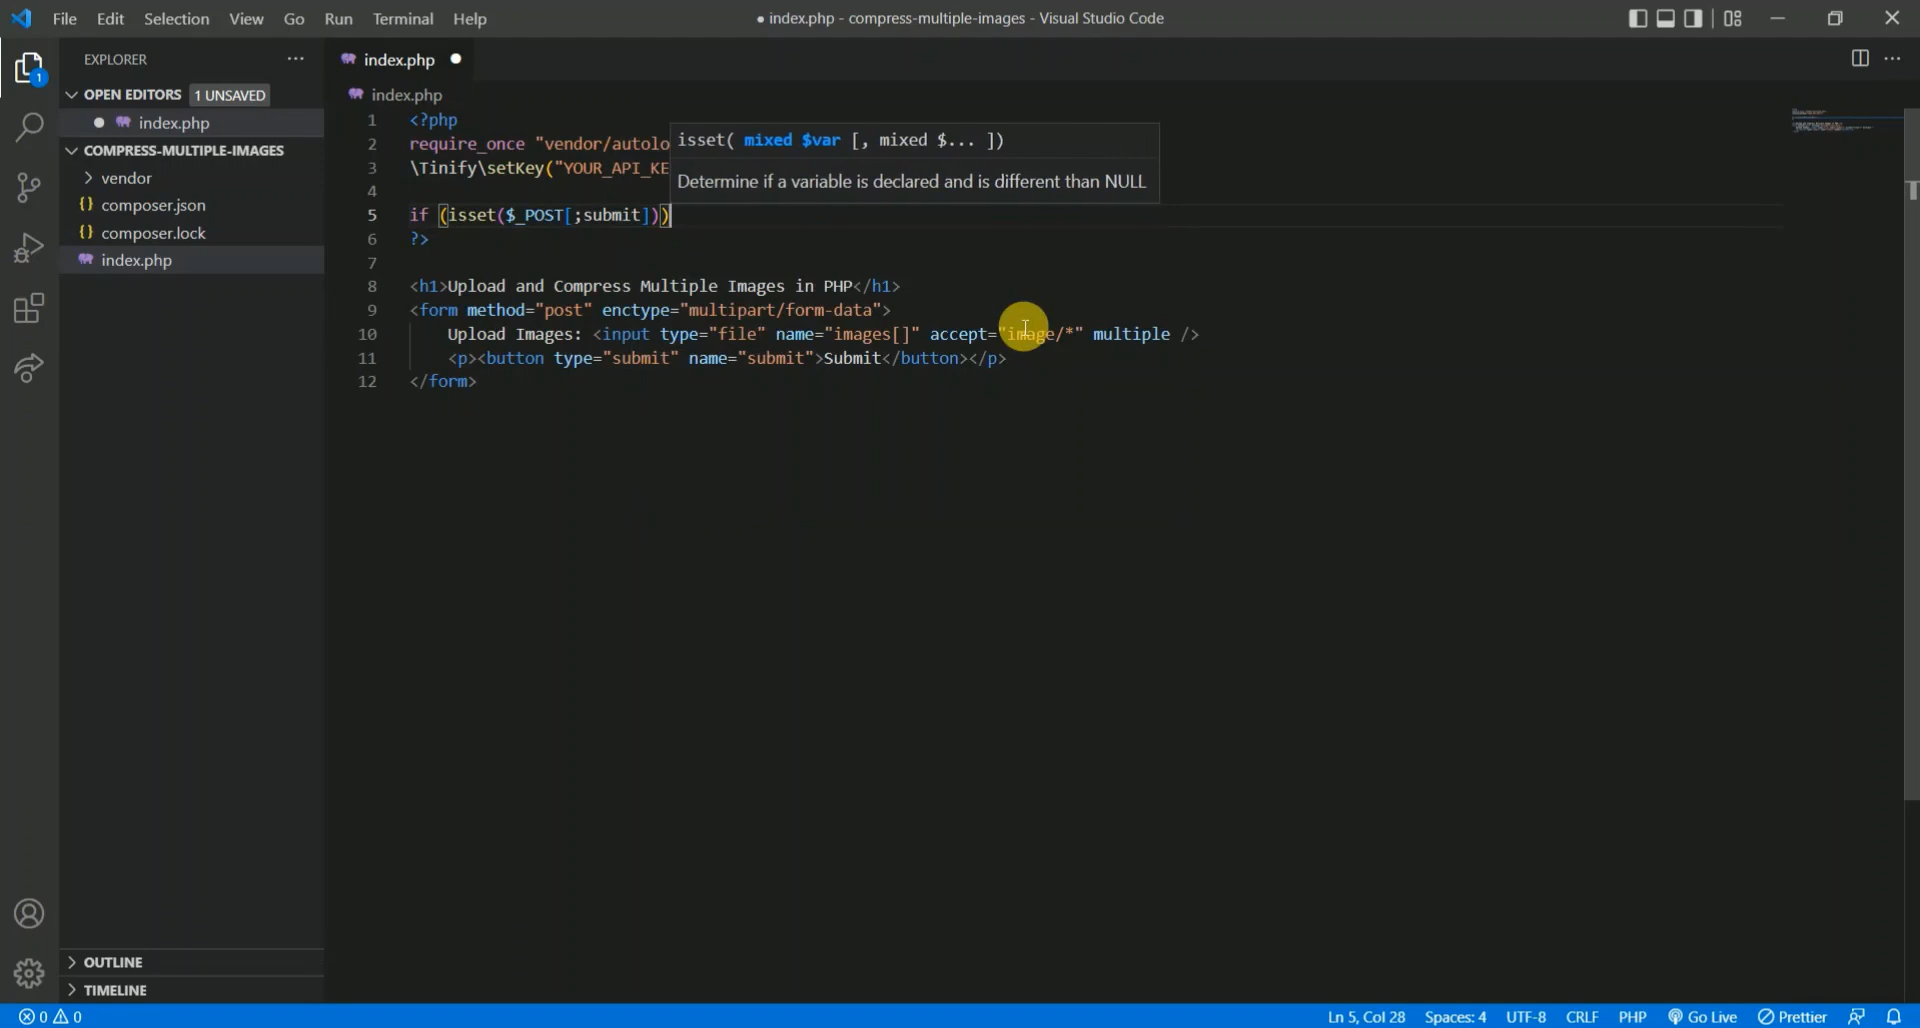 File Edit Selection View Go Run Terminal Help
● index.php - compress-multiple-images - Visual Studio Code
EXPLORER
OPEN EDITORS 1 UNSAVED
index.php
COMPRESS-MULTIPLE-IMAGES
vendor
{} composer.json
{} composer.lock
index.php
OUTLINE
TIMELINE
1
index.php
index.php
1 <?php
2 require_once "vendor/autolo
3 \Tinify\setKey("YOUR_API_KE
isset( mixed $var [, mixed $... ])
Determine if a variable is declared and is different than NULL
4
5 if (isset($_POST[;submit]))
6 ?>
7
8 <h1>Upload and Compress Multiple Images in PHP</h1>
9 <form method="post" enctype="multipart/form-data">
10 Upload Images: <input type="file" name="images[]" accept="image/*" multiple />
11 <p><button type="submit" name="submit">Submit</button></p>
12 </form>
0 0
Ln 5, Col 28 Spaces: 4 UTF-8 CRLF PHP Go Live Prettier